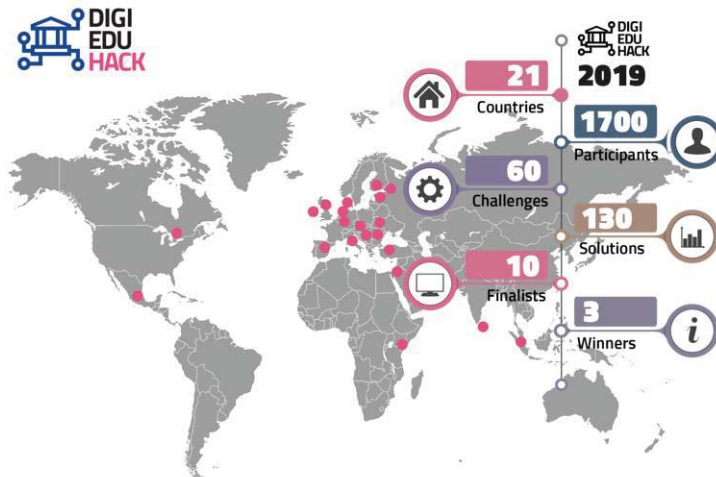 DIGI
EDU
HACK
DIGI
EDU
HACK
2019
21
Countries
1700
Participants
60
Challenges
130
Solutions
10
Finalists
3
Winners
i